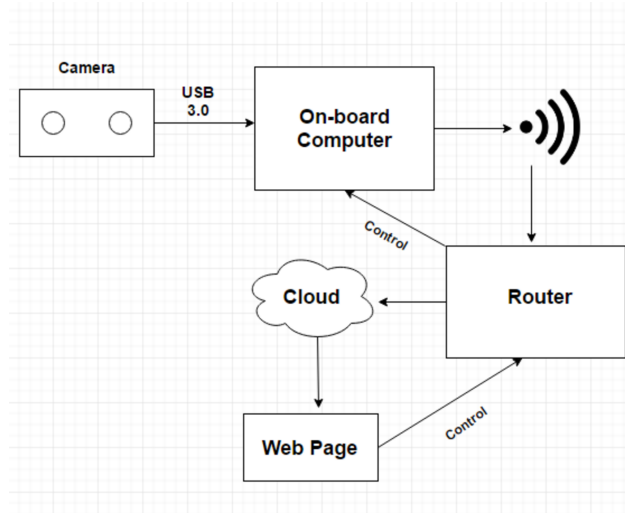 Camera
USB
3.0
On-board
Computer
Control
Cloud
Router
Web Page
Control